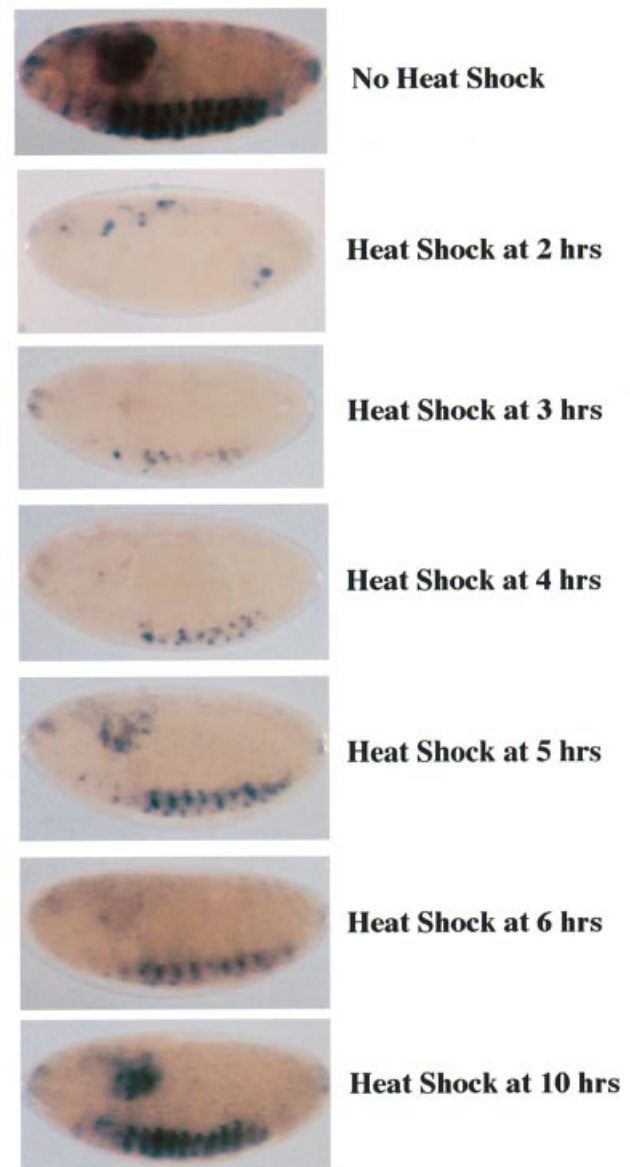 No Heat Shock
Heat Shock at 2 hrs
Heat Shock at 3 hrs
Heat Shock at 4 hrs
Heat Shock at 5 hrs
Heat Shock at 6 hrs
Heat Shock at 10 hrs